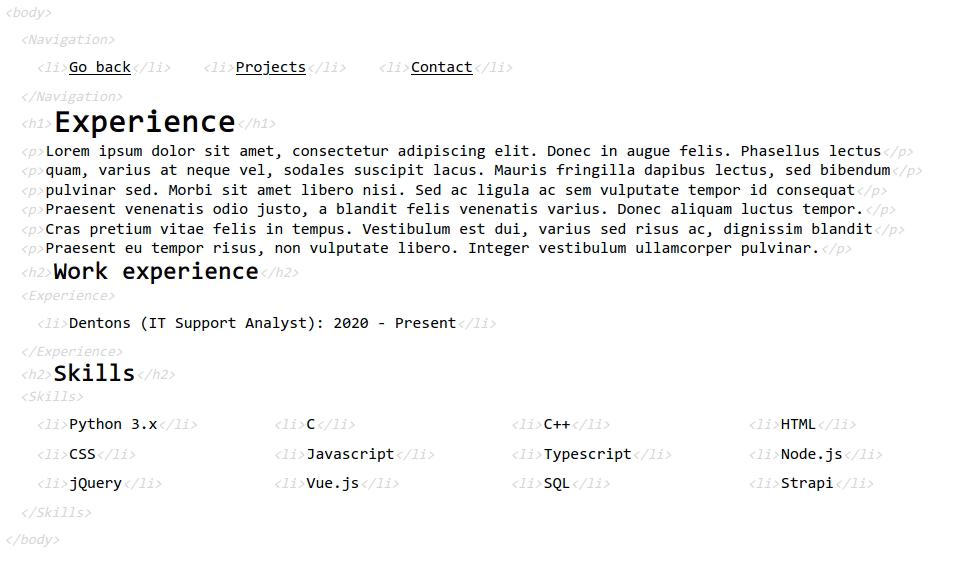 <body>
<Navigation>
<li>Go back</li> <li>Projects</li> <li>Contact</li>
</Navigation>
<h1>Experience</h1>
<p>Lorem ipsum dolor sit amet, consectetur adipiscing elit. Donec in augue felis. Phasellus lectus</p>
<p>quam, varius at neque vel, sodales suscipit lacus. Mauris fringilla dapibus lectus, sed bibendum</p>
<p>pulvinar sed. Morbi sit amet libero nisi. Sed ac ligula ac sem vulputate tempor id consequat</p>
<p>Praesent venenatis odio justo, a blandit felis venenatis varius. Donec aliquam luctus tempor.</p>
<p>Cras pretium vitae felis in tempus. Vestibulum est dui, varius sed risus ac, dignissim blandit</p>
<p>Praesent eu tempor risus, non vulputate libero. Integer vestibulum ullamcorper pulvinar.</p>
<h2>Work experience</h2>
<Experience>
<li>Dentons (IT Support Analyst): 2020 - Present</li>
</Experience>
<h2>Skills</h2>
<Skills>
<li>Python 3.x</li> <li>C</li> <li>C++</li> <li>HTML</li>
<li>CSS</li> <li>Javascript</li> <li>Typescript</li> <li>Node.js</li>
<li>jQuery</li> <li>Vue.js</li> <li>SQL</li> <li>Strapi</li>
</Skills>
</body>